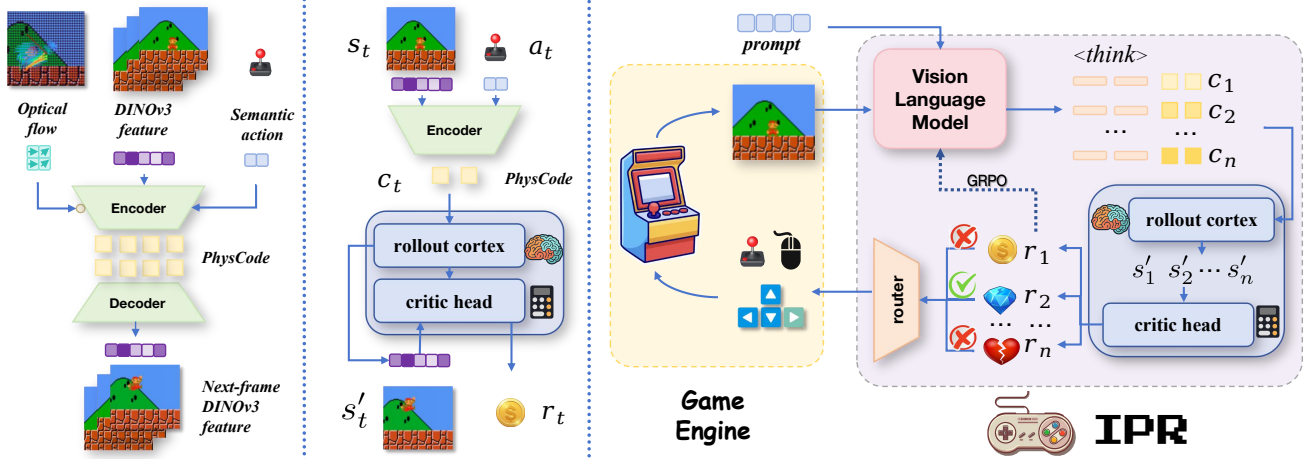 Optical
flow
DINOv3
feature
Semantic
action
Encoder
PhysCode
Decoder
Next-frame
DINOv3
feature
s_t
a_t
Encoder
c_t
PhysCode
rollout cortex
critic head
s'_t
r_t
prompt
Vision
Language
Model
<think>
c_1
c_2
... ...
c_n
GRPO
rollout cortex
s'_1 s'_2 ... s'_n
critic head
r_1
r_2
... ...
r_n
router
Game
Engine
IPR